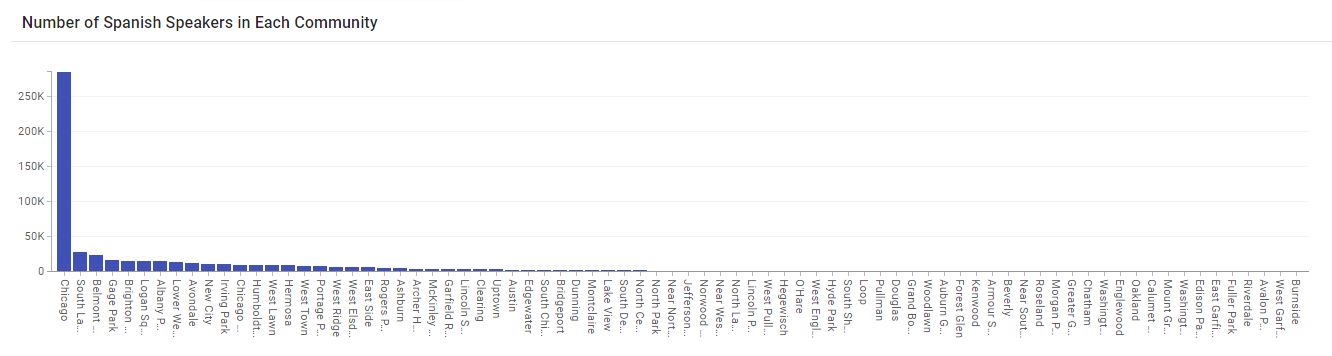 Number of Spanish Speakers in Each Community
250K
200K
150K
100K
50K
0
Chicago
South La...
Belmont ...
Gage Park
Brighton ...
Logan Sq...
Albany P...
Lower We...
Avondale
New City
Irving Park
Chicago ...
Humboldt...
West Lawn
Hermosa
West Town
Portage P...
West Ridge
West Elsd...
East Side
Rogers P...
Ashburn
Archer H...
McKinley ...
Garfield R...
Lincoln S...
Clearing
Uptown
Austin
Edgewater
South Chi...
Bridgeport
Dunning
Montclaire
Lake View
South De...
North Ce...
North Park
Near Nort...
Jefferson...
Norwood ...
Near Wes...
North La...
Lincoln P...
West Pull...
Hegewisch
O'Hare
West Engl...
Hyde Park
South Sh...
Loop
Pullman
Douglas
Grand Bo...
Woodlawn
Auburn G...
Forest Glen
Kenwood
Armour S...
Beverly
Near Sout...
Roseland
Morgan P...
Greater G...
Chatham
Washingt...
Englewood
Oakland
Calumet ...
Mount Gr...
Washingt...
Edison Pa...
East Garfi...
Fuller Park
Riverdale
Avalon P...
West Garf...
Burnside